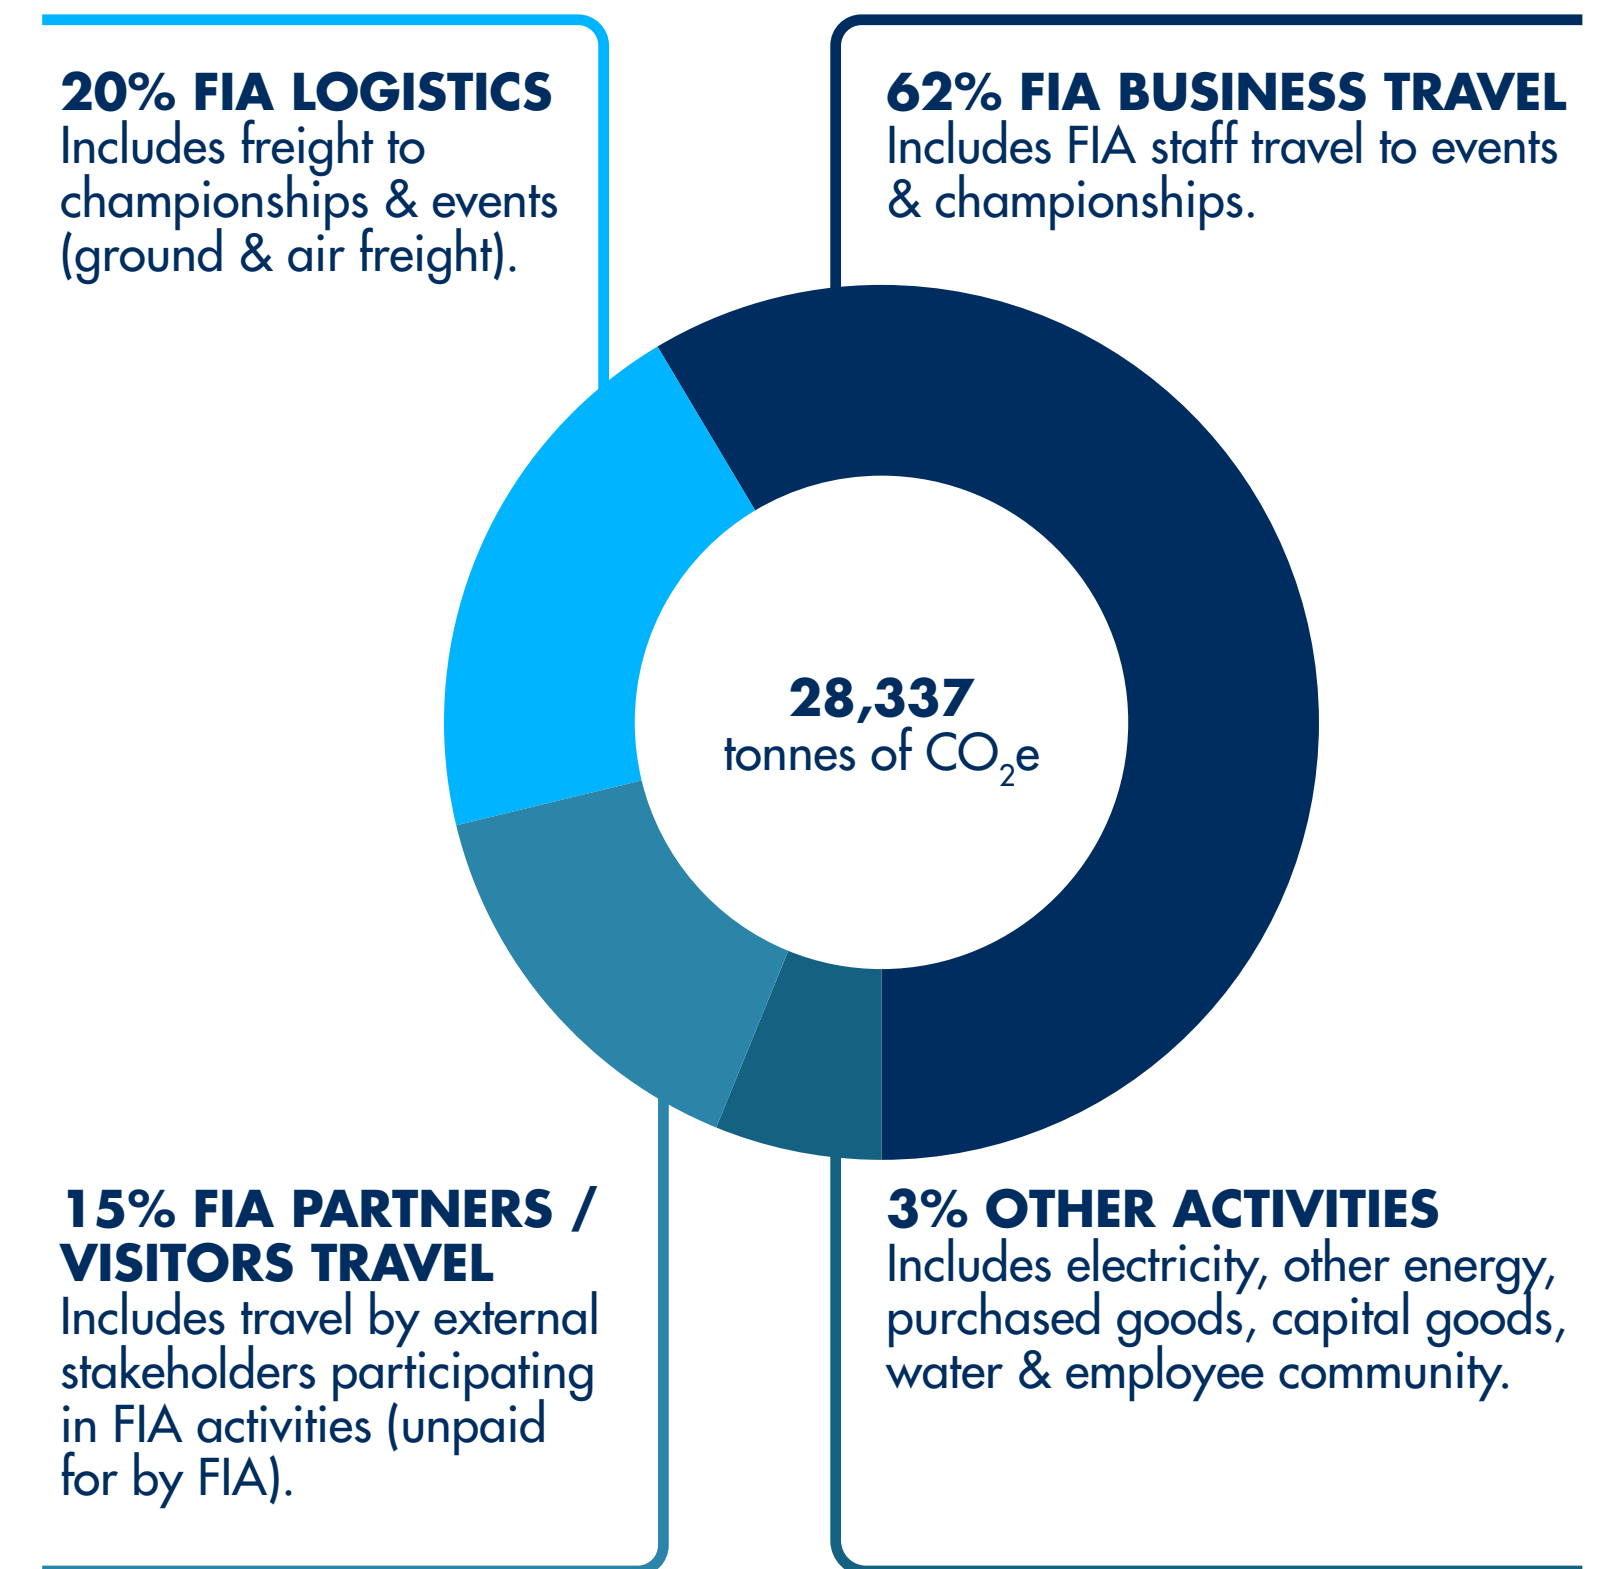 20% FIA LOGISTICS
Includes freight to
championships & events
(ground & air freight).
62% FIA BUSINESS TRAVEL
Includes FIA staff travel to events
& championships.
28,337
tonnes of CO₂e
15% FIA PARTNERS /
VISITORS TRAVEL
Includes travel by external
stakeholders participating
in FIA activities (unpaid
for by FIA).
3% OTHER ACTIVITIES
Includes electricity, other energy,
purchased goods, capital goods,
water & employee community.